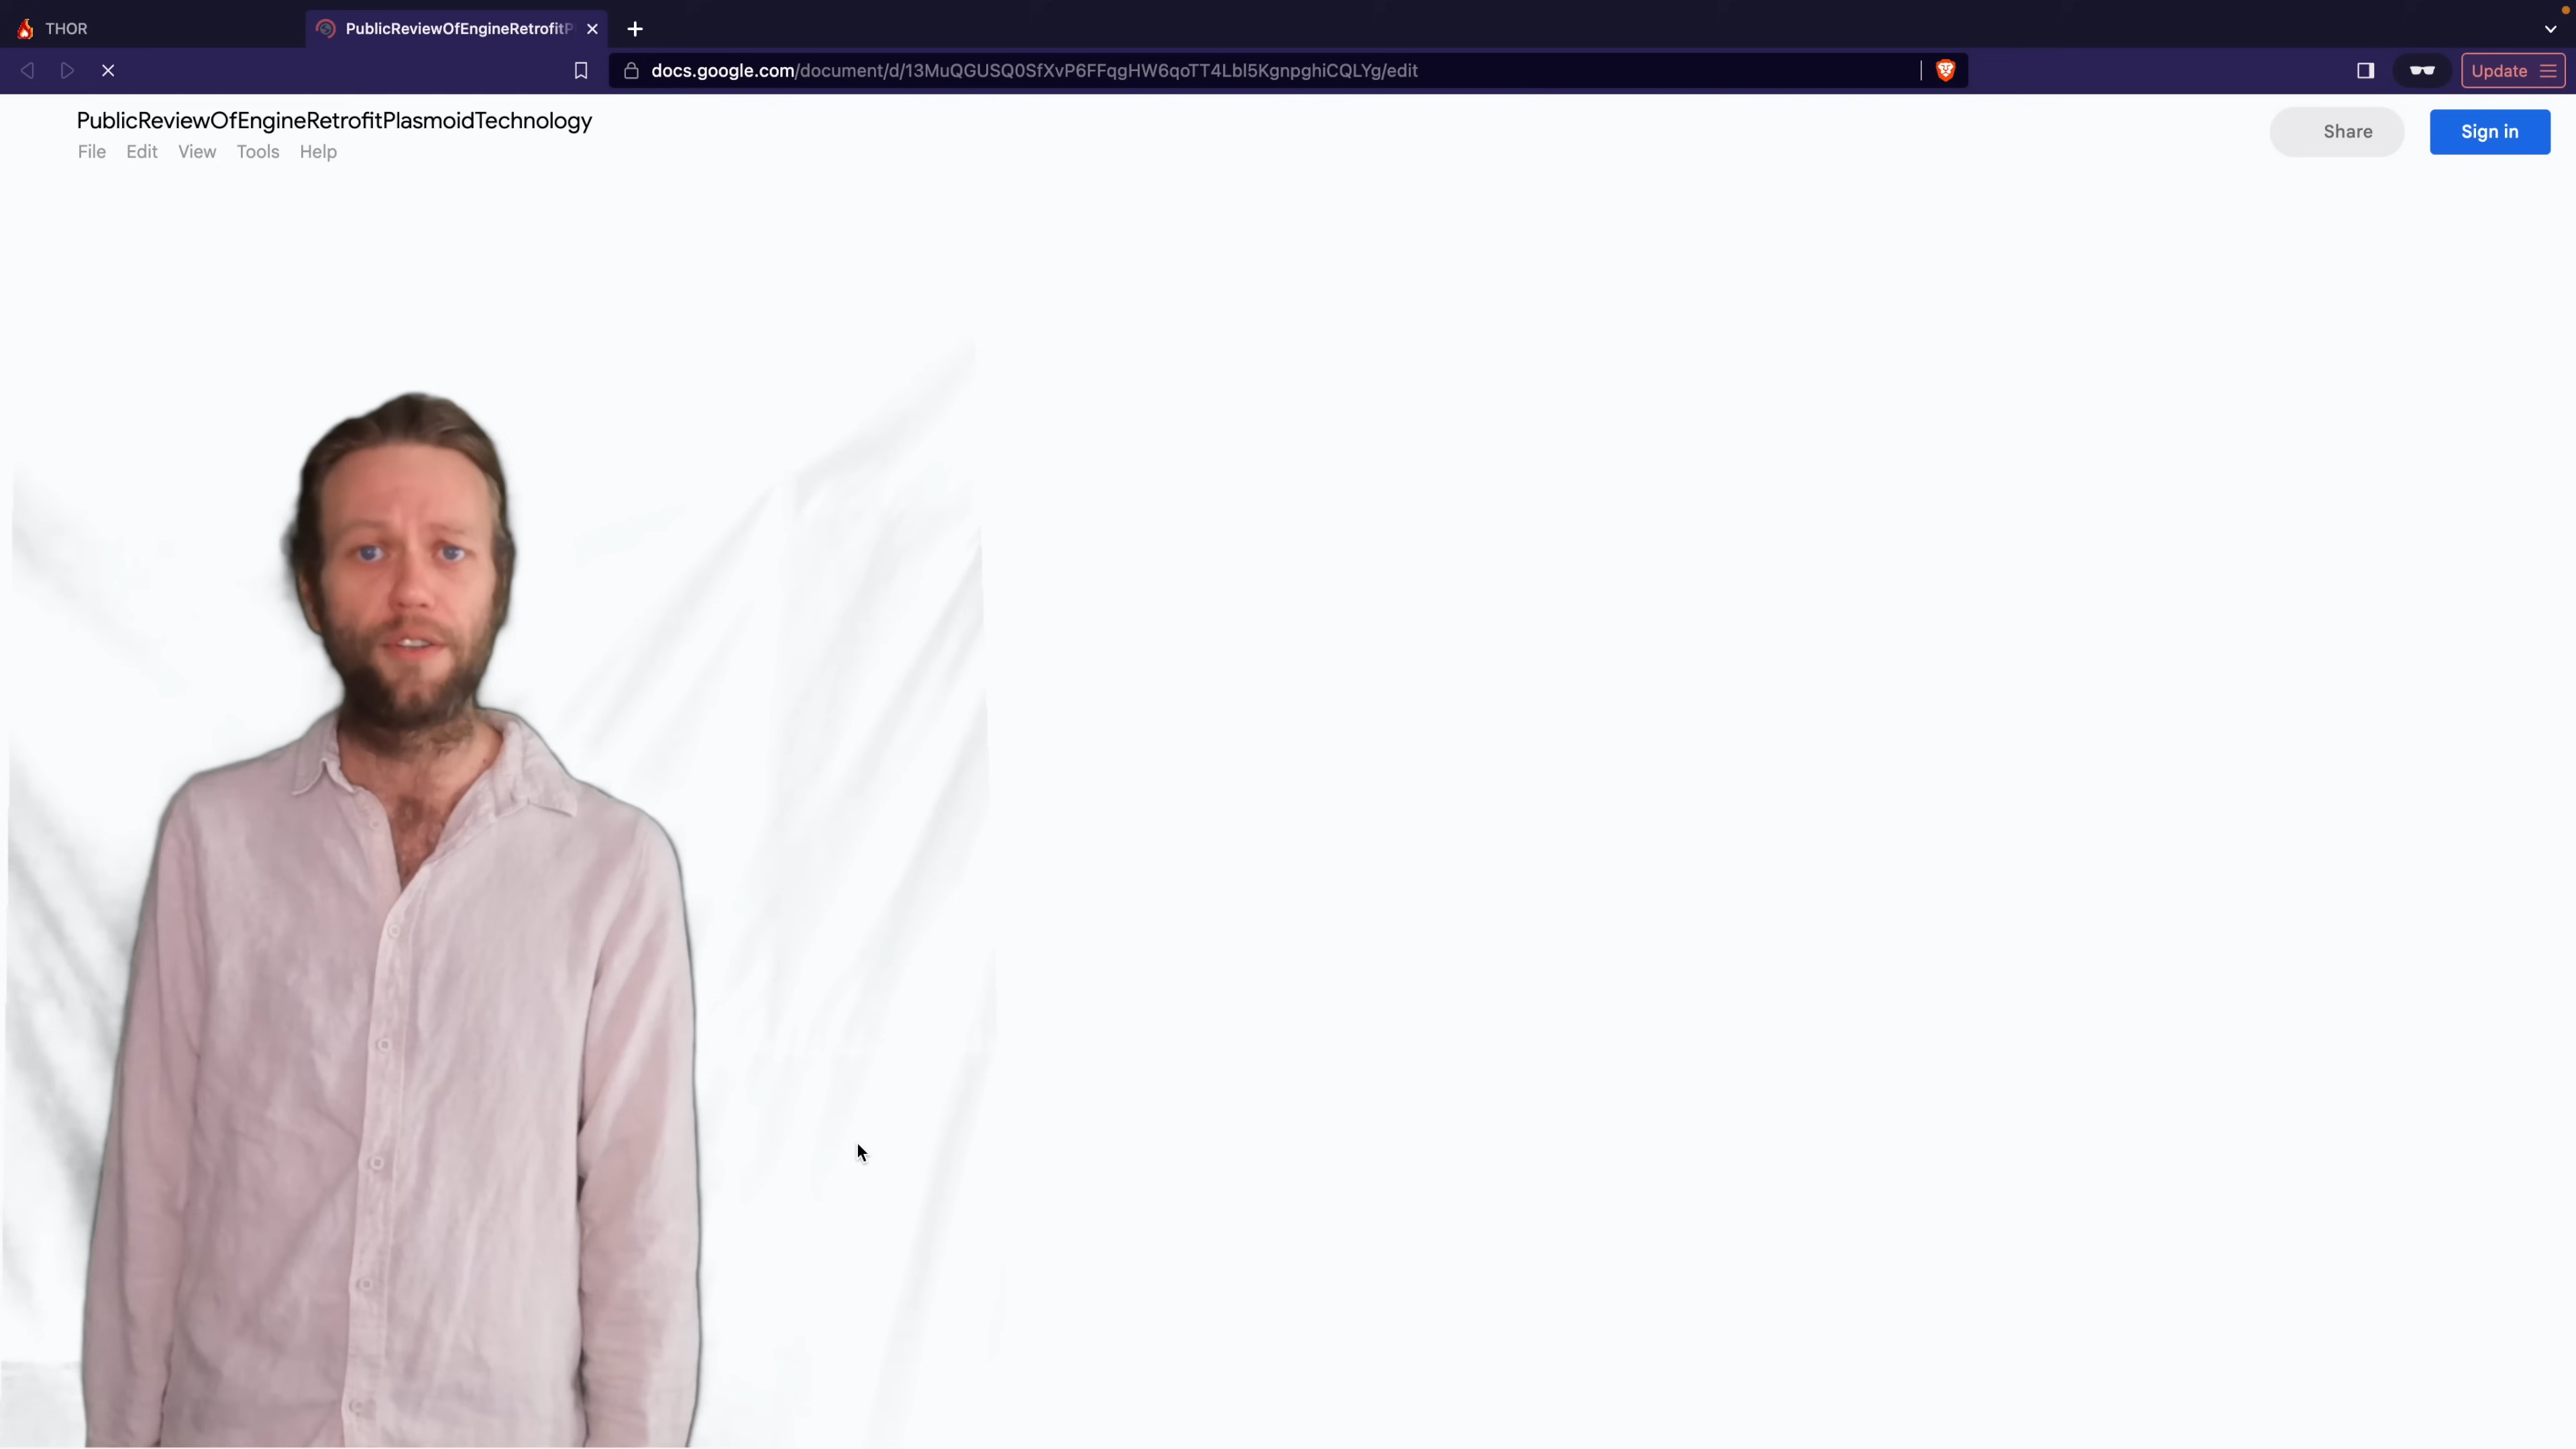 THOR
PublicReviewOfEngineRetrofitP
docs.google.com/document/d/13MuQGUSQ0SfXvP6FFqgHW6qoTT4Lbl5KgnpghiCQLYg/edit
Update
PublicReviewOfEngineRetrofitPlasmoidTechnology
File Edit View Tools Help
Share
Sign in